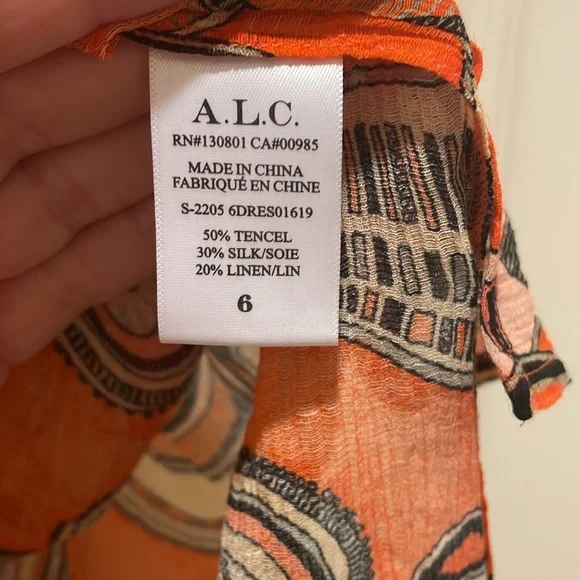 A.L.C.
RN#130801 CA#00985
MADE IN CHINA
FABRIQUÉ EN CHINE
S-2205 6DRES01619
50% TENCEL
30% SILK/SOIE
20% LINEN/LIN
6